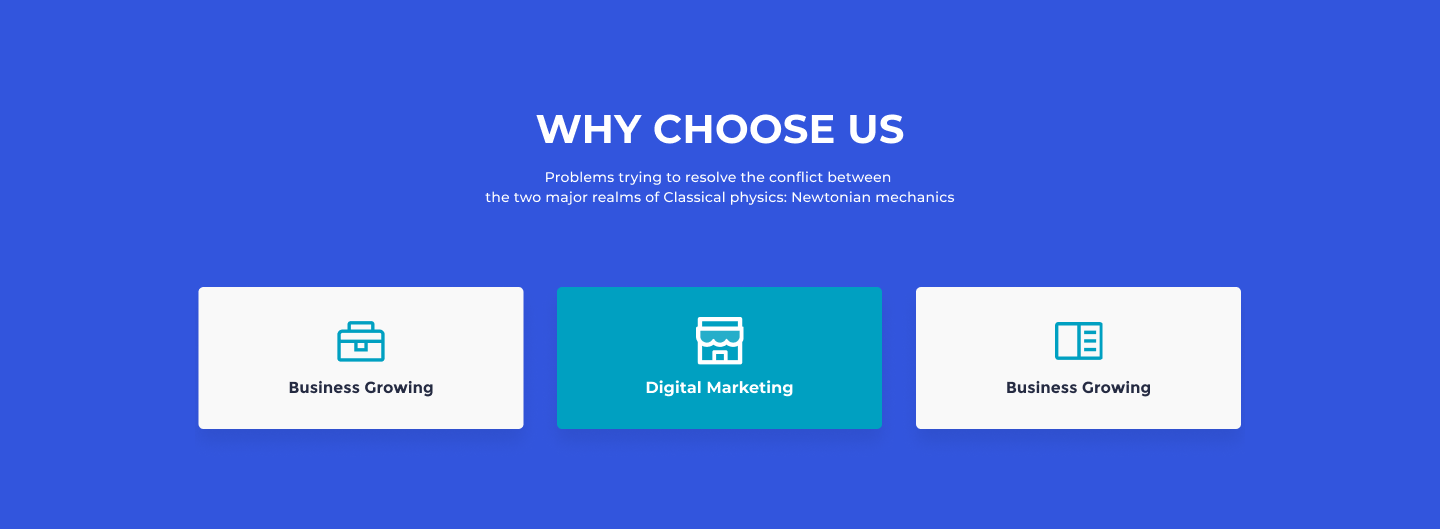 WHY CHOOSE US
Problems trying to resolve the conflict between
the two major realms of Classical physics: Newtonian mechanics
Business Growing
Digital Marketing
Business Growing